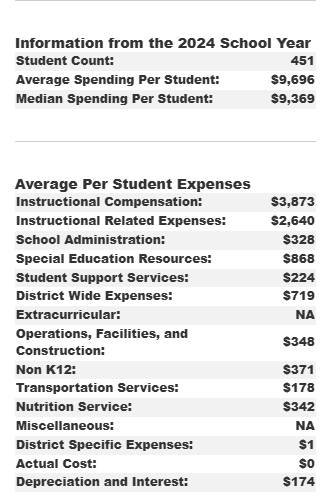 Information from the 2024 School Year
Student Count: 451
Average Spending Per Student: $9,696
Median Spending Per Student: $9,369
Average Per Student Expenses
Instructional Compensation: $3,873
Instructional Related Expenses: $2,640
School Administration: $328
Special Education Resources: $868
Student Support Services: $224
District Wide Expenses: $719
Extracurricular: NA
Operations, Facilities, and
Construction: $348
Non K12: $371
Transportation Services: $178
Nutrition Service: $342
Miscellaneous: NA
District Specific Expenses: $1
Actual Cost: $0
Depreciation and Interest: $174